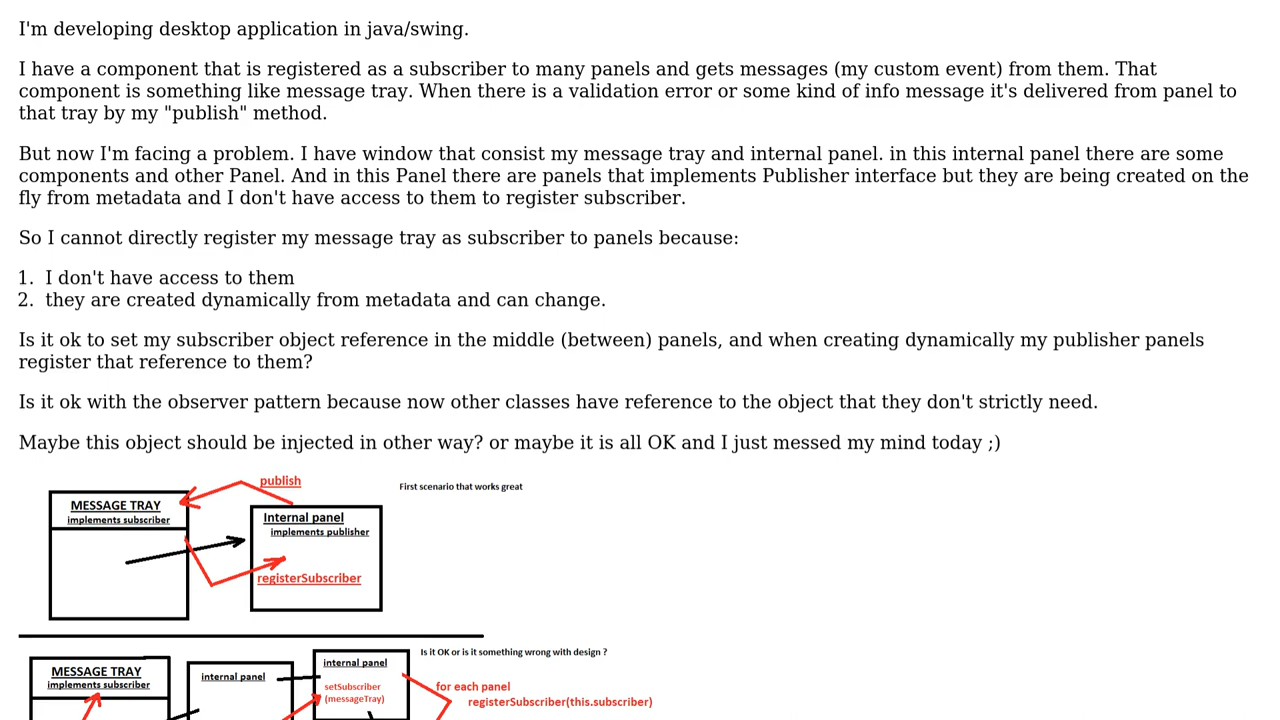 I'm developing desktop application in java/swing.
I have a component that is registered as a subscriber to many panels and gets messages (my custom event) from them. That
component is something like message tray. When there is a validation error or some kind of info message it's delivered from panel to
that tray by my "publish" method.
But now I'm facing a problem. I have window that consist my message tray and internal panel. in this internal panel there are some
components and other Panel. And in this Panel there are panels that implements Publisher interface but they are being created on the
fly from metadata and I don't have access to them to register subscriber.
So I cannot directly register my message tray as subscriber to panels because:
1. I don't have access to them
2. they are created dynamically from metadata and can change.
Is it ok to set my subscriber object reference in the middle (between) panels, and when creating dynamically my publisher panels
register that reference to them?
Is it ok with the observer pattern because now other classes have reference to the object that they don't strictly need.
Maybe this object should be injected in other way? or maybe it is all OK and I just messed my mind today ;)
publish
First scenario that works great
MESSAGE TRAY
implements subscriber
Internal panel
implements publisher
registerSubscriber
Is it OK or is it something wrong with design ?
MESSAGE TRAY
implements subscriber
internal panel
internal panel
setSubscriber
(messageTray)
for each panel
registerSubscriber(this.subscriber)